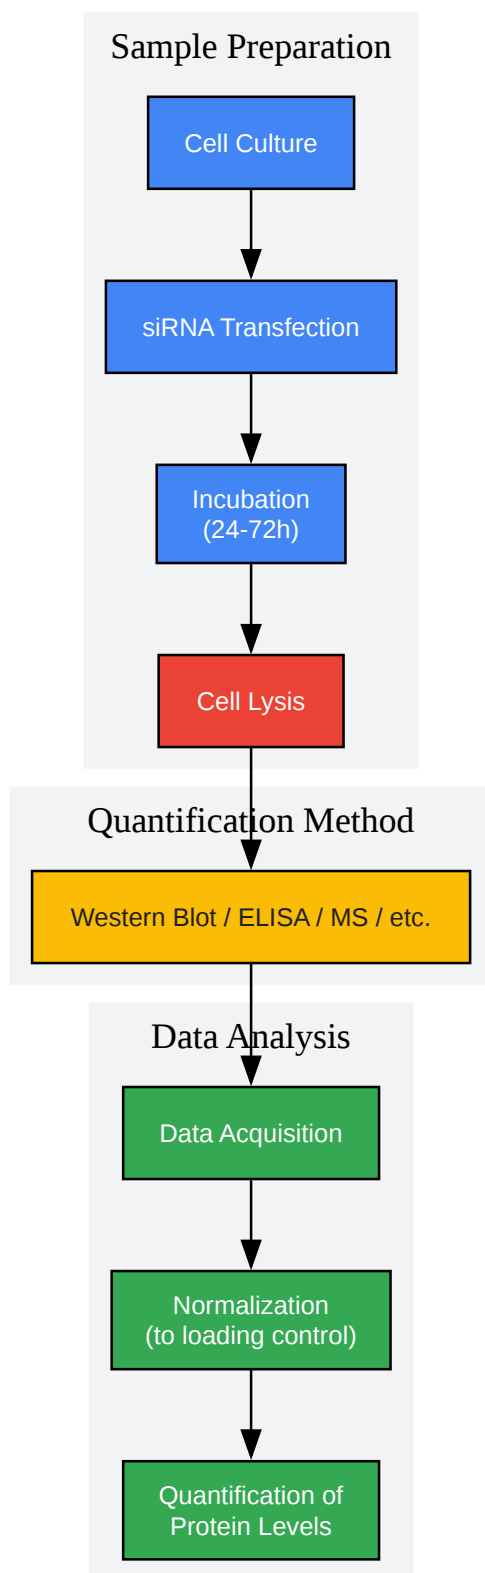 Sample Preparation
Cell Culture
siRNA Transfection
Incubation
(24-72h)
Cell Lysis
Quantification Method
Western Blot / ELISA / MS / etc.
Data Analysis
Data Acquisition
Normalization
(to loading control)
Quantification of
Protein Levels